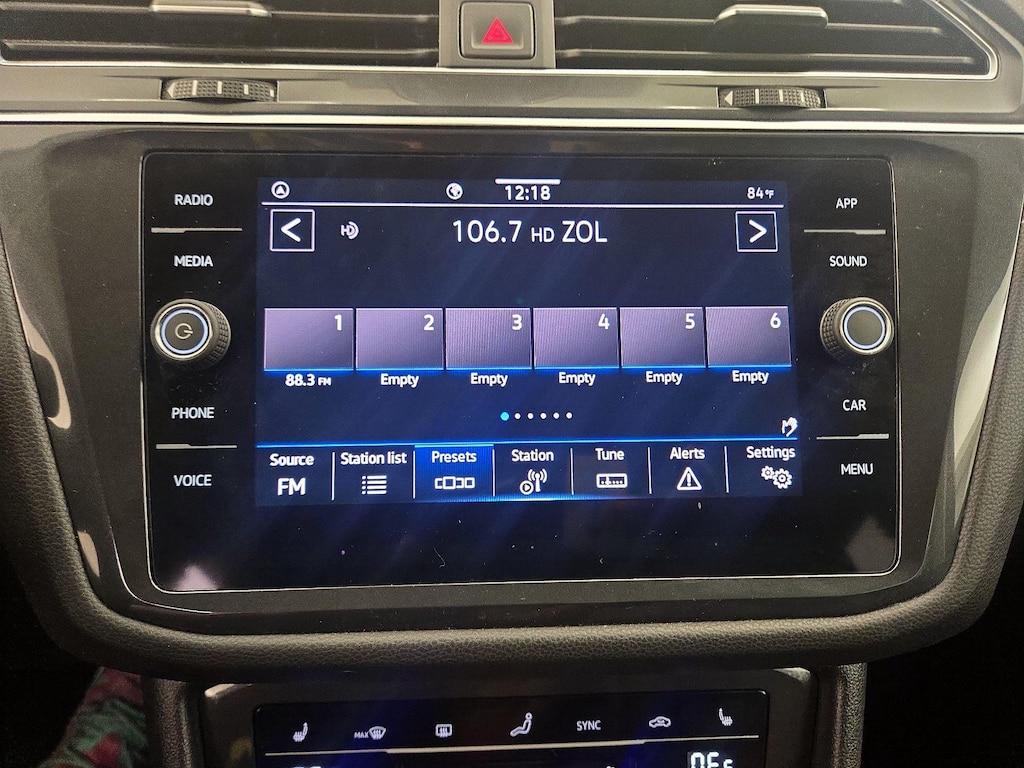 12:18
84°F
RADIO
APP
106.7 HD ZOL
MEDIA
SOUND
1 2 3 4 5 6
88.3 FM Empty Empty Empty Empty Empty
PHONE
CAR
Source Station list Presets Station Tune Alerts Settings
FM
VOICE
MENU
MAX
SYNC